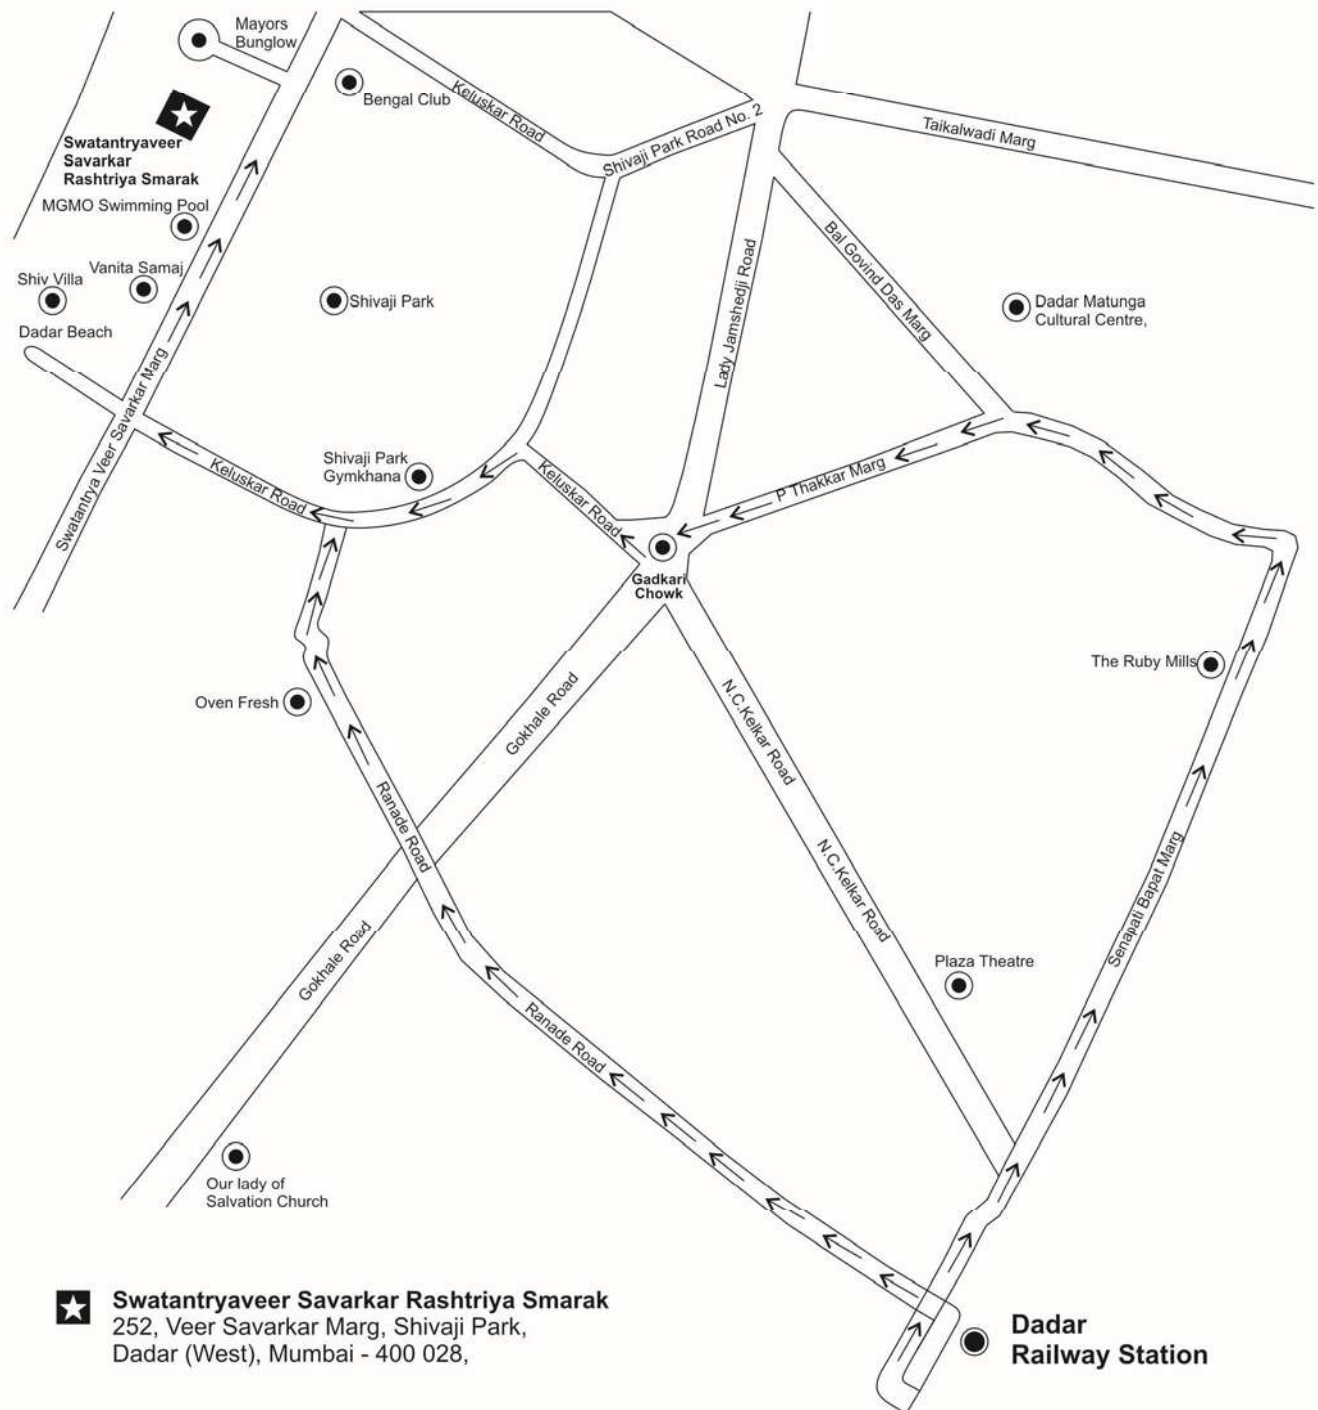 Mayors
Bunglow
Bengal Club
Keluskar Road
Shivaji Park Road No. 2
Taikalwadi Marg
Swatantryaveer
Savarkar
Rashtriya Smarak
MGMO Swimming Pool
Vanita Samaj
Shiv Villa
Dadar Beach
Shivaji Park
Lady Jamshedji Road
Bal Govind Das Marg
Dadar Matunga
Cultural Centre,
Swatantrya Veer Savarkar Marg
Keluskar Road
Shivaji Park
Gymkhana
Keluskar Road
P Thakkar Marg
Gadkari
Chowk
The Ruby Mills
Oven Fresh
Gokhale Road
N.C.Kelkar Road
Ranade Road
N.C.Kelkar Road
Senapati Bapat Marg
Gokhale Road
Plaza Theatre
Ranade Road
Our lady of
Salvation Church
Swatantryaveer Savarkar Rashtriya Smarak
252, Veer Savarkar Marg, Shivaji Park,
Dadar (West), Mumbai - 400 028,
Dadar
Railway Station